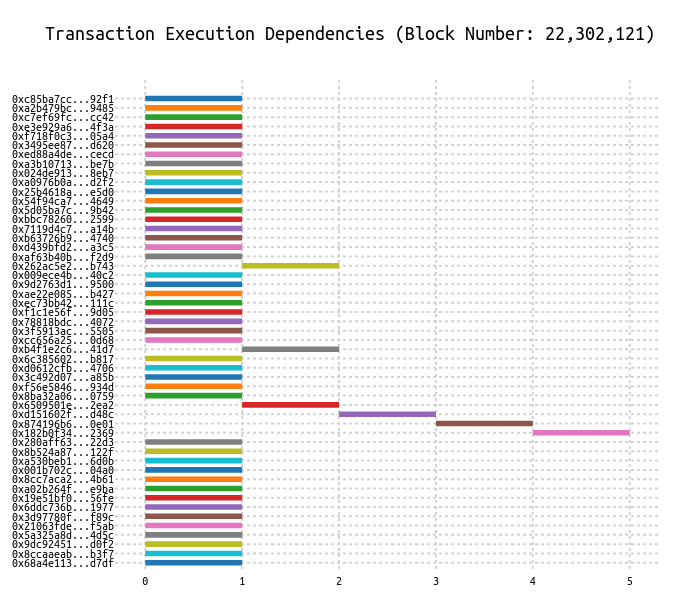 Transaction Execution Dependencies (Block Number: 22,302,121)
0xc85ba7cc...92f1
0xa2b479bc...9485
0xc7ef69fc...cc42
0xe3e929a6...4f3a
0xf718f0c3...05a4
0x3495ee87...d620
0xed88a4de...cecd
0xa3b10713...be7b
0x024de913...8eb7
0xa0976b0a...d2f2
0x25b4618a...e5d0
0x54f94ca7...4649
0x5d05ba7c...9b42
0xbbc78260...2599
0x7119d4c7...a14b
0xb63726b9...4740
0xd439bfd2...a3c5
0xaf63b40b...f2d9
0x262ac5e2...b743
0x009ece4b...40c2
0x9d2763d1...9500
0xae22e085...b427
0xec73bb42...111c
0xf1c1e56f...9d05
0x78818bdc...4072
0x3f5913ac...5505
0xcc656a25...0d68
0xb4f1e2c6...41d7
0x6c385602...b817
0xd0612cfb...4706
0x3c492d07...a85b
0xf56e5846...934d
0x8ba32a06...0759
0x6509501e...2ea2
0xd151602f...d48c
0x874196b6...0e01
0x182b0f34...2369
0x280aff63...22d3
0x8b524a87...122f
0xa530beb1...6d0b
0x001b702c...04a0
0x8cc7aca2...4b61
0xa02b264f...e9ba
0x19e51bf0...56fe
0x6ddc736b...1977
0x3d97780f...f89c
0x21063fde...f5ab
0x5a325a8d...4d5c
0x9dc92451...d0f2
0x8ccaaeab...b3f7
0x68a4e113...d7df
0 1 2 3 4 5